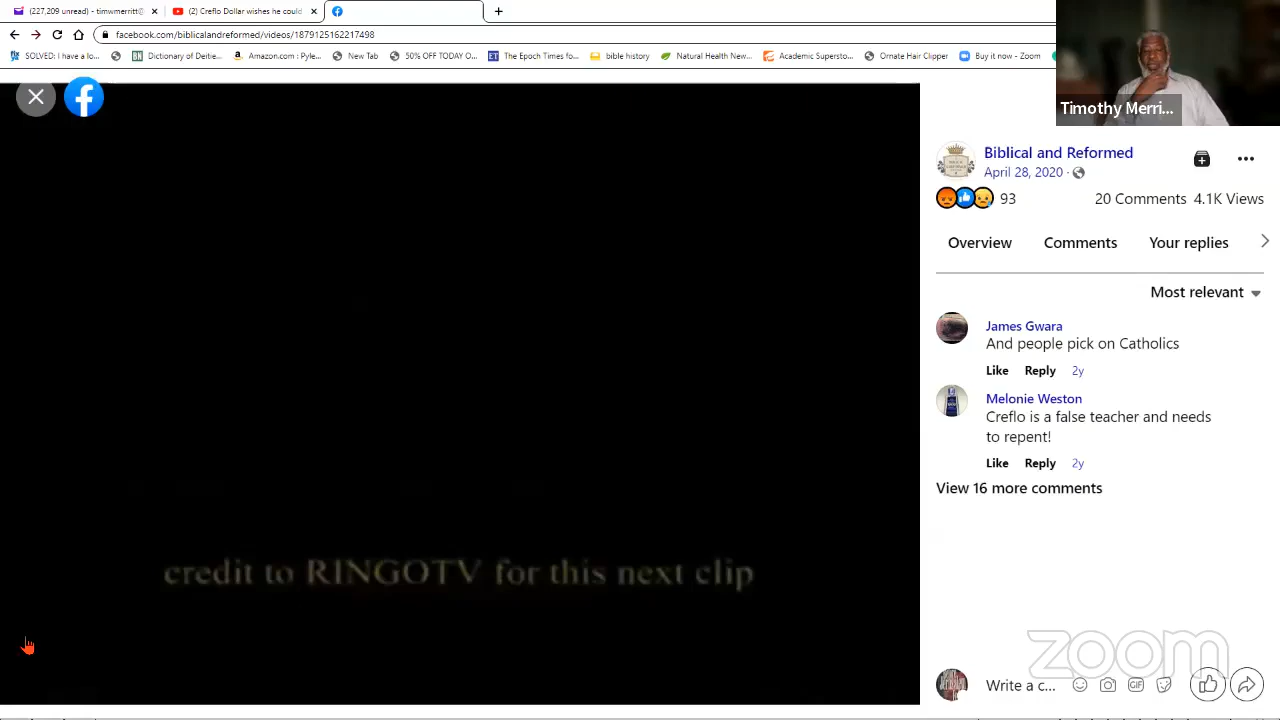 (227,209 unread) - timwmerritt@
(2) Creflo Dollar wishes he could
facebook.com/biblicalandreformed/videos/1879125162217498
SOLVED: I have a lo...
Dictionary of Deitie...
Amazon.com : Pyle...
New Tab
50% OFF TODAY O...
The Epoch Times fo...
bible history
Natural Health New...
Academic Supersto...
Ornate Hair Clipper
Buy it now - Zoom
Timothy Merri...
Biblical and Reformed
April 28, 2020 ·
93
20 Comments 4.1K Views
Overview Comments Your replies
Most relevant
James Gwara
And people pick on Catholics
Like Reply 2y
Melonie Weston
Creflo is a false teacher and needs
to repent!
Like Reply 2y
View 16 more comments
credit to RINGOTV for this next clip
zoom
Write a c...
GIF